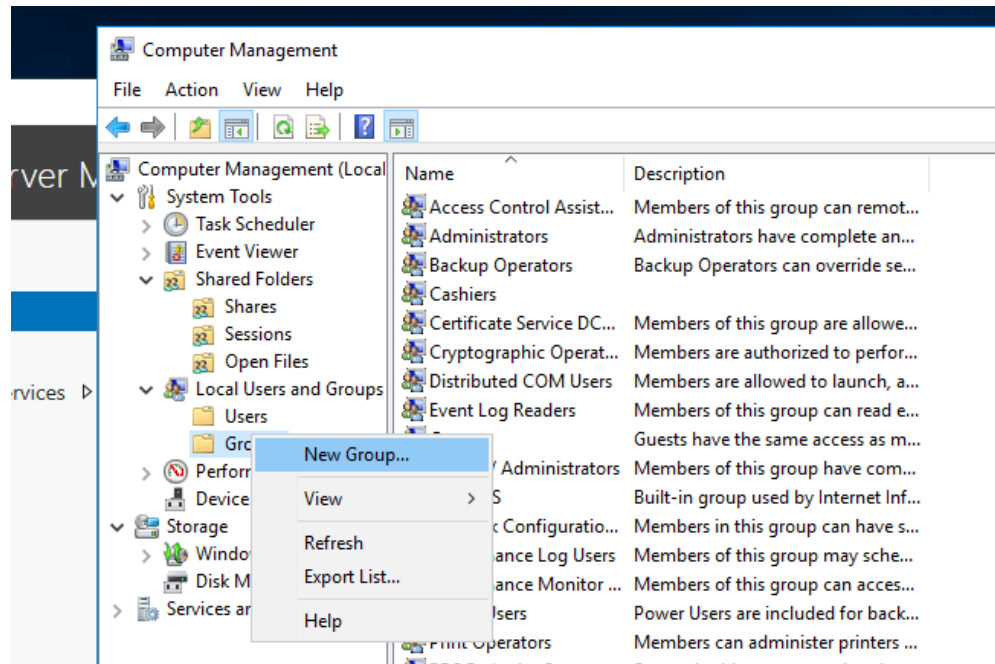 Computer Management
File Action View Help
rver M
rvices
Computer Management (Local
System Tools
Task Scheduler
Event Viewer
Shared Folders
Shares
Sessions
Open Files
Local Users and Groups
Users
Gro
Perfor
Device
Storage
Windo
Disk M
Services ar
New Group...
View
Refresh
Export List...
Help
Name Description
Access Control Assist... Members of this group can remot...
Administrators Administrators have complete an...
Backup Operators Backup Operators can override se...
Cashiers
Certificate Service DC... Members of this group are allowe...
Cryptographic Operat... Members are authorized to perfor...
Distributed COM Users Members are allowed to launch, a...
Event Log Readers Members of this group can read e...
Guests have the same access as m...
Administrators Members of this group have com...
S Built-in group used by Internet Inf...
Configuratio... Members in this group can have s...
ance Log Users Members of this group may sche...
ance Monitor ... Members of this group can acces...
Users Power Users are included for back...
Print Operators Members can administer printers ...